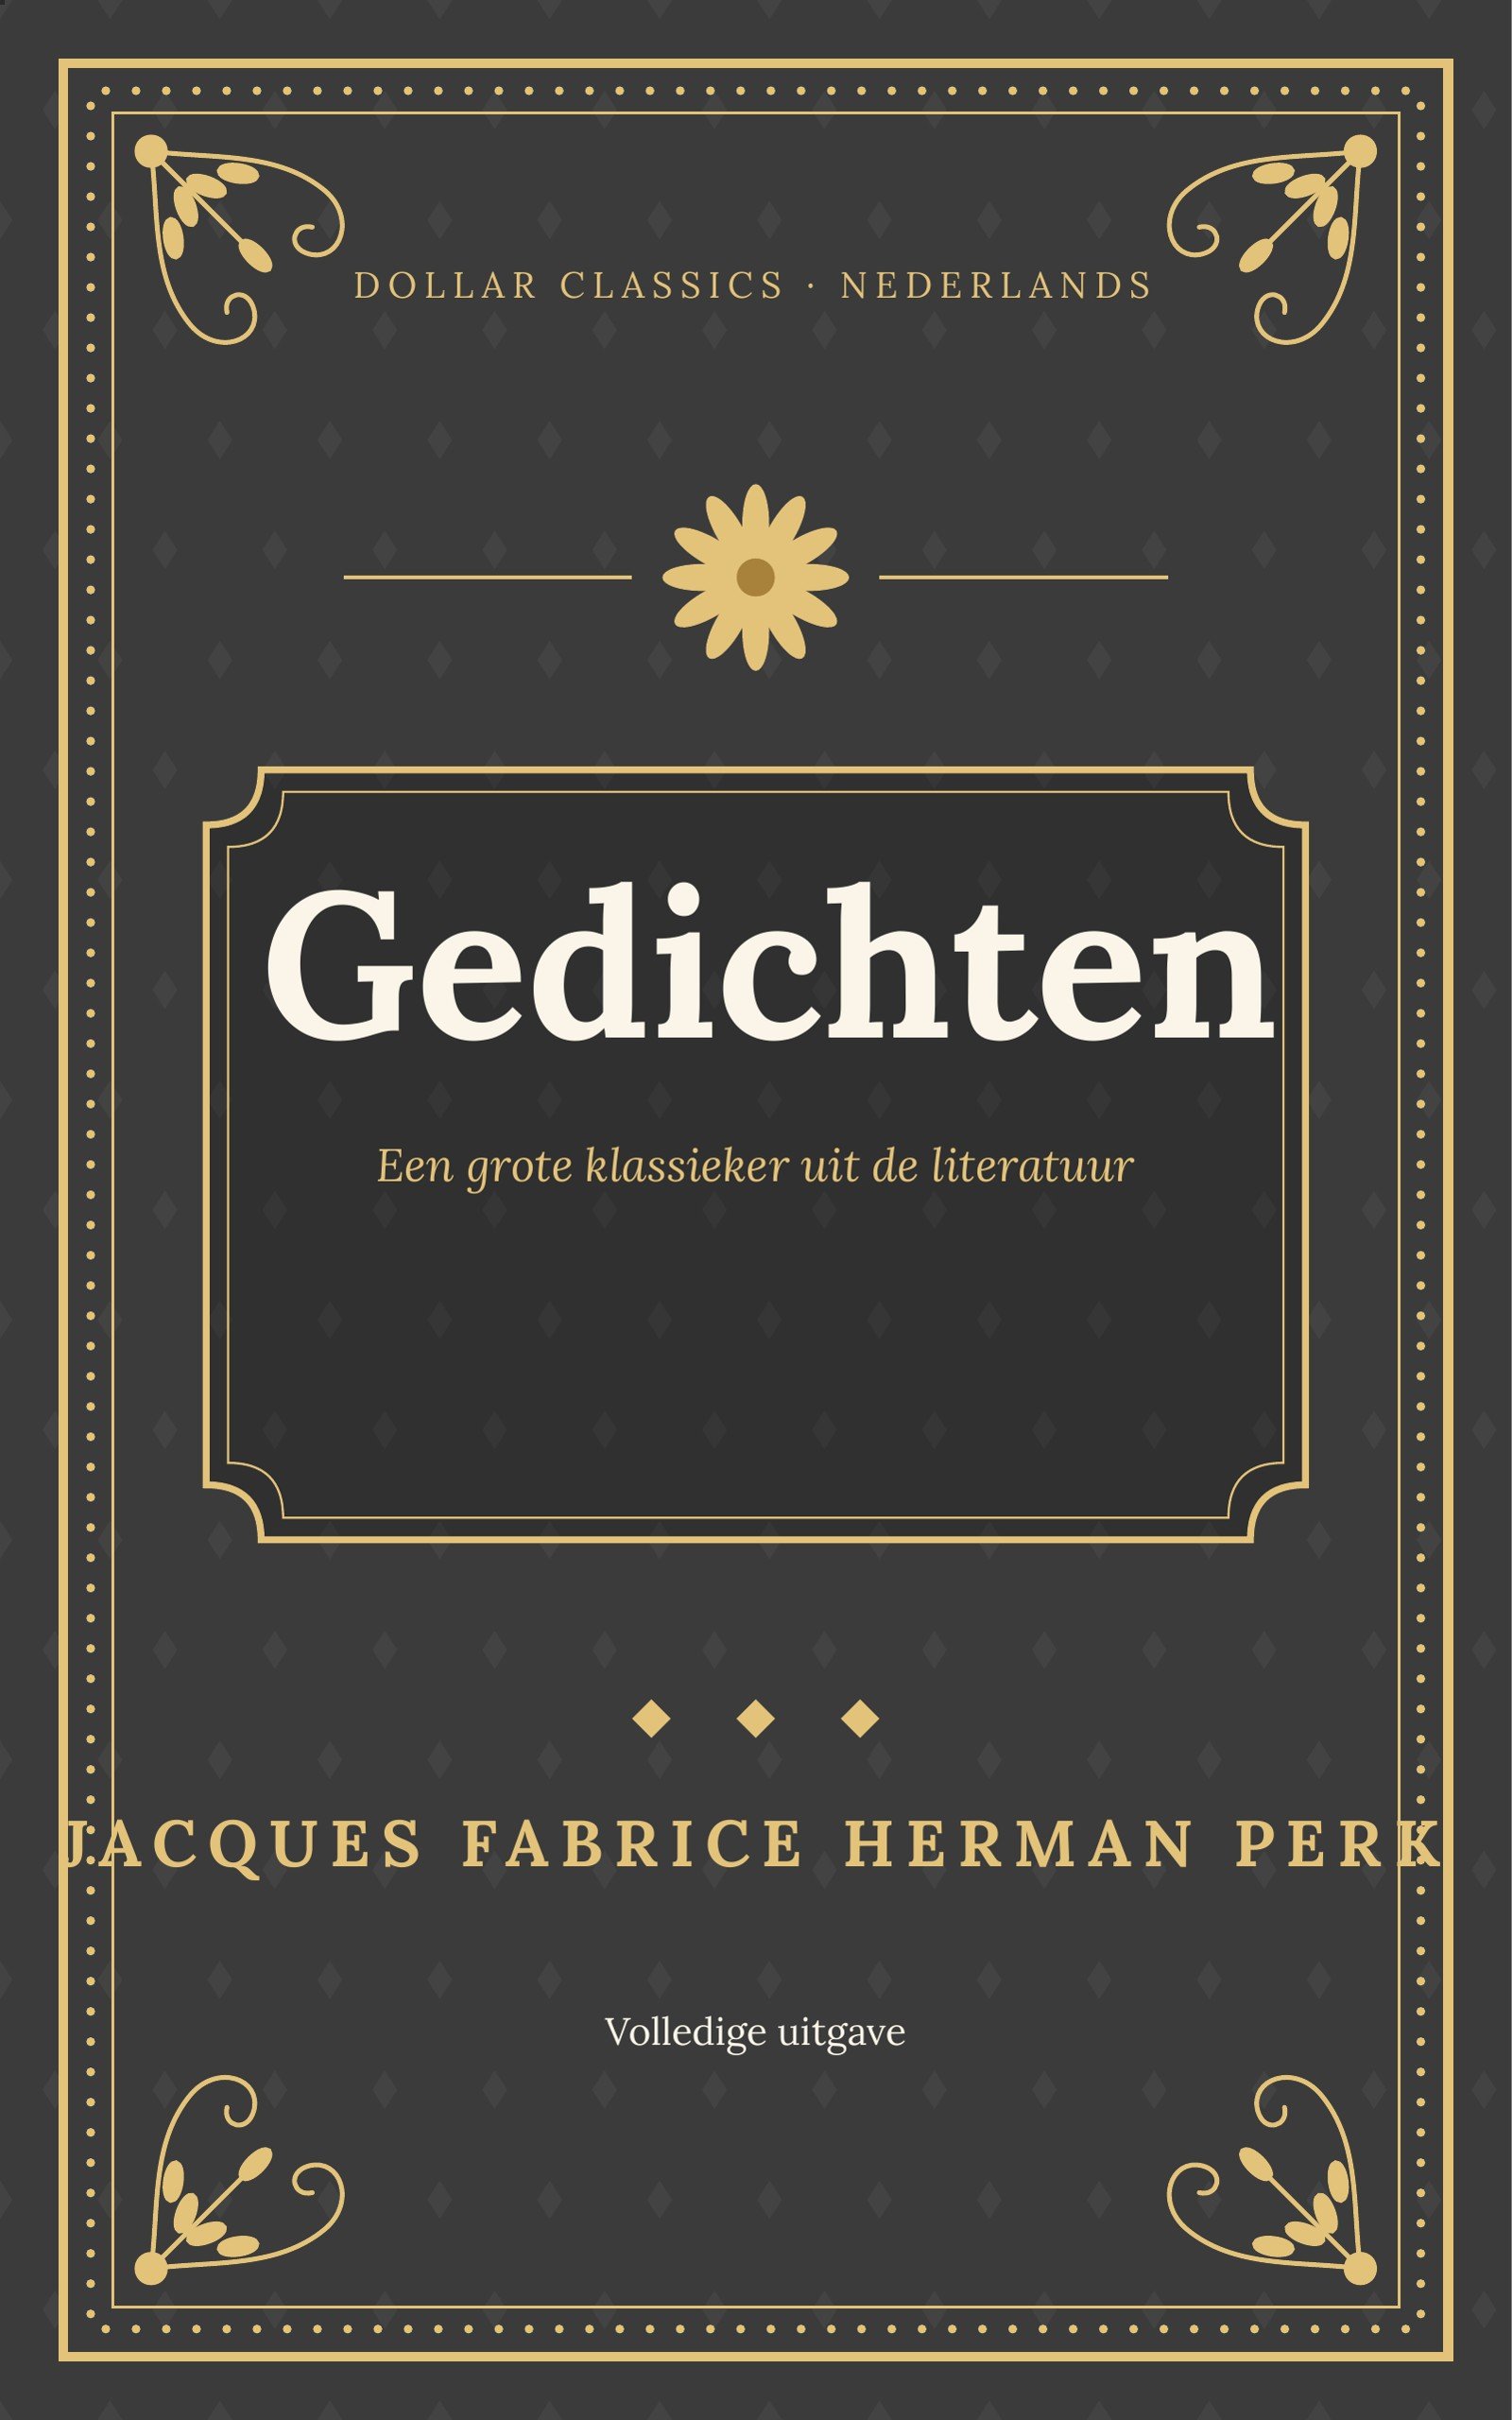 DOLLAR CLASSICS · NEDERLANDS
Gedichten
Een grote klassieker uit de literatuur
JACQUES FABRICE HERMAN PERK
Volledige uitgave